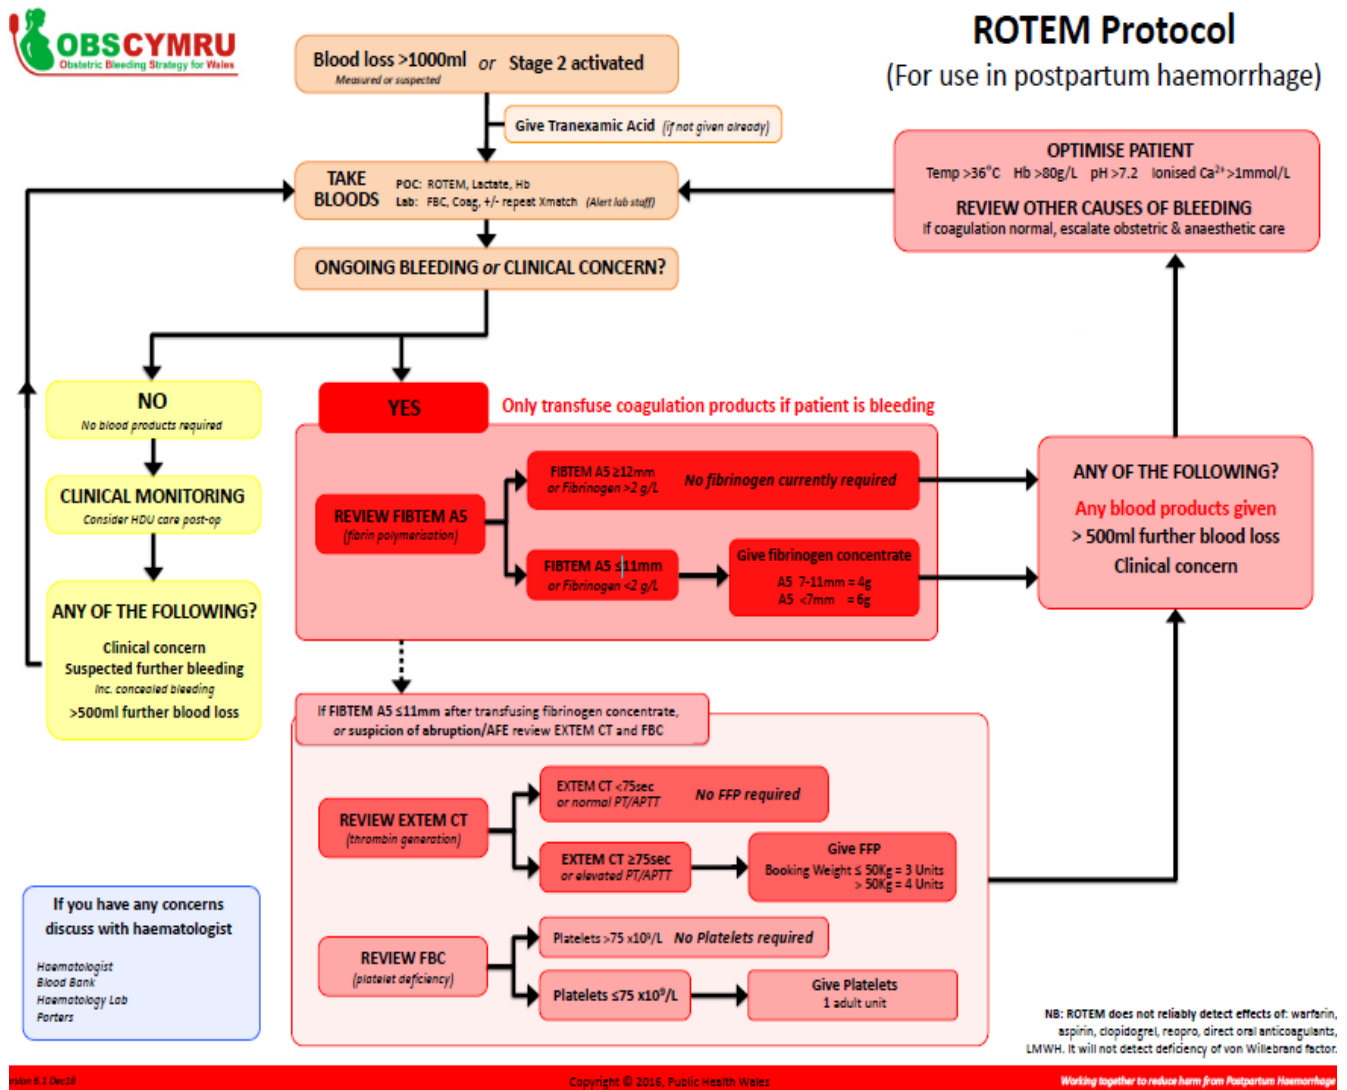 OBSCYMRU
Obstetric Bleeding Strategy for Wales
ROTEM Protocol
(For use in postpartum haemorrhage)
Blood loss >1000ml or Stage 2 activated
Measured or suspected
Give Tranexamic Acid (if not given already)
TAKE BLOODS
POC: ROTEM, Lactate, Hb
Lab: FBC, Coag, +/- repeat Xmatch (Alert lab staff)
ONGOING BLEEDING or CLINICAL CONCERN?
OPTIMISE PATIENT
Temp >36°C Hb >80g/L pH >7.2 Ionised Ca²⁺ >1mmol/L
REVIEW OTHER CAUSES OF BLEEDING
If coagulation normal, escalate obstetric & anaesthetic care
NO
No blood products required
CLINICAL MONITORING
Consider HDU care post-op
ANY OF THE FOLLOWING?
Clinical concern
Suspected further bleeding
Inc. concealed bleeding
>500ml further blood loss
YES
Only transfuse coagulation products if patient is bleeding
REVIEW FIBTEM A5
(fibrin polymerisation)
FIBTEM A5 ≥12mm
or Fibrinogen >2 g/L
No fibrinogen currently required
FIBTEM A5 ≤11mm
or Fibrinogen <2 g/L
Give fibrinogen concentrate
A5 7-11mm = 4g
A5 <7mm = 6g
ANY OF THE FOLLOWING?
Any blood products given
> 500ml further blood loss
Clinical concern
If FIBTEM A5 ≤11mm after transfusing fibrinogen concentrate,
or suspicion of abruption/AFE review EXTEM CT and FBC
REVIEW EXTEM CT
(thrombin generation)
EXTEM CT <75sec
or normal PT/APTT
No FFP required
EXTEM CT ≥75sec
or elevated PT/APTT
Give FFP
Booking Weight ≤ 50Kg = 3 Units
> 50Kg = 4 Units
REVIEW FBC
(platelet deficiency)
Platelets >75 x10⁹/L No Platelets required
Platelets ≤75 x10⁹/L
Give Platelets
1 adult unit
If you have any concerns
discuss with haematologist
Haematologist
Blood Bank
Haematology Lab
Porters
NB: ROTEM does not reliably detect effects of: warfarin,
aspirin, clopidogrel, reopro, direct oral anticoagulants,
LMWH. It will not detect deficiency of von Willebrand factor.
ersion 6.1 Dec18
Copyright © 2016, Public Health Wales
Working together to reduce harm from Postpartum Haemorrhage